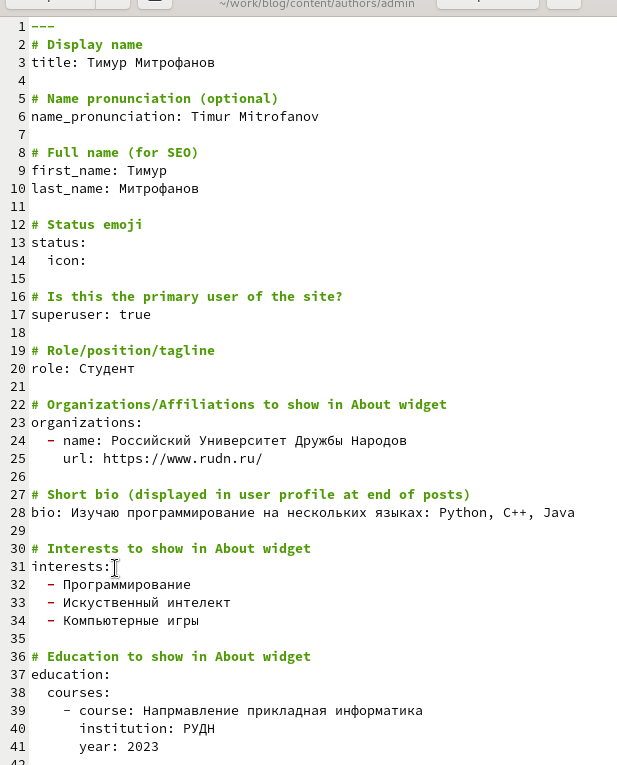 ~/work/blog/content/authors/admin
1 ---
2 # Display name
3 title: Тимур Митрофанов
4
5 # Name pronunciation (optional)
6 name_pronunciation: Timur Mitrofanov
7
8 # Full name (for SEO)
9 first_name: Тимур
10 last_name: Митрофанов
11
12 # Status emoji
13 status:
14   icon:
15
16 # Is this the primary user of the site?
17 superuser: true
18
19 # Role/position/tagline
20 role: Студент
21
22 # Organizations/Affiliations to show in About widget
23 organizations:
24   - name: Российский Университет Дружбы Народов
25     url: https://www.rudn.ru/
26
27 # Short bio (displayed in user profile at end of posts)
28 bio: Изучаю программирование на нескольких языках: Python, C++, Java
29
30 # Interests to show in About widget
31 interests:
32   - Программирование
33   - Искуственный интелект
34   - Компьютерные игры
35
36 # Education to show in About widget
37 education:
38   courses:
39     - course: Напрмавление прикладная информатика
40       institution: РУДН
41       year: 2023
42